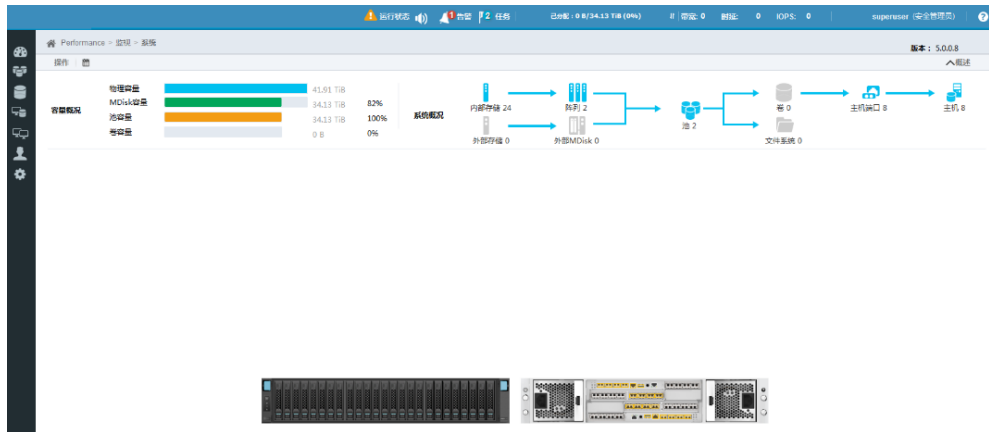 运行状态 1 告警 2 任务 已分配：0 B/34.13 TiB (0%) 带宽: 0 时延: 0 IOPS: 0 superuser (安全管理员)
Performance > 监视 > 系统
版本： 5.0.0.8
操作
概述
容量概况
物理容量 41.91 TiB
MDisk容量 34.13 TiB 82%
池容量 34.13 TiB 100%
卷容量 0 B 0%
系统概况
内部存储 24
阵列 2
外部存储 0
外部MDisk 0
池 2
卷 0
文件系统 0
主机端口 8
主机 8